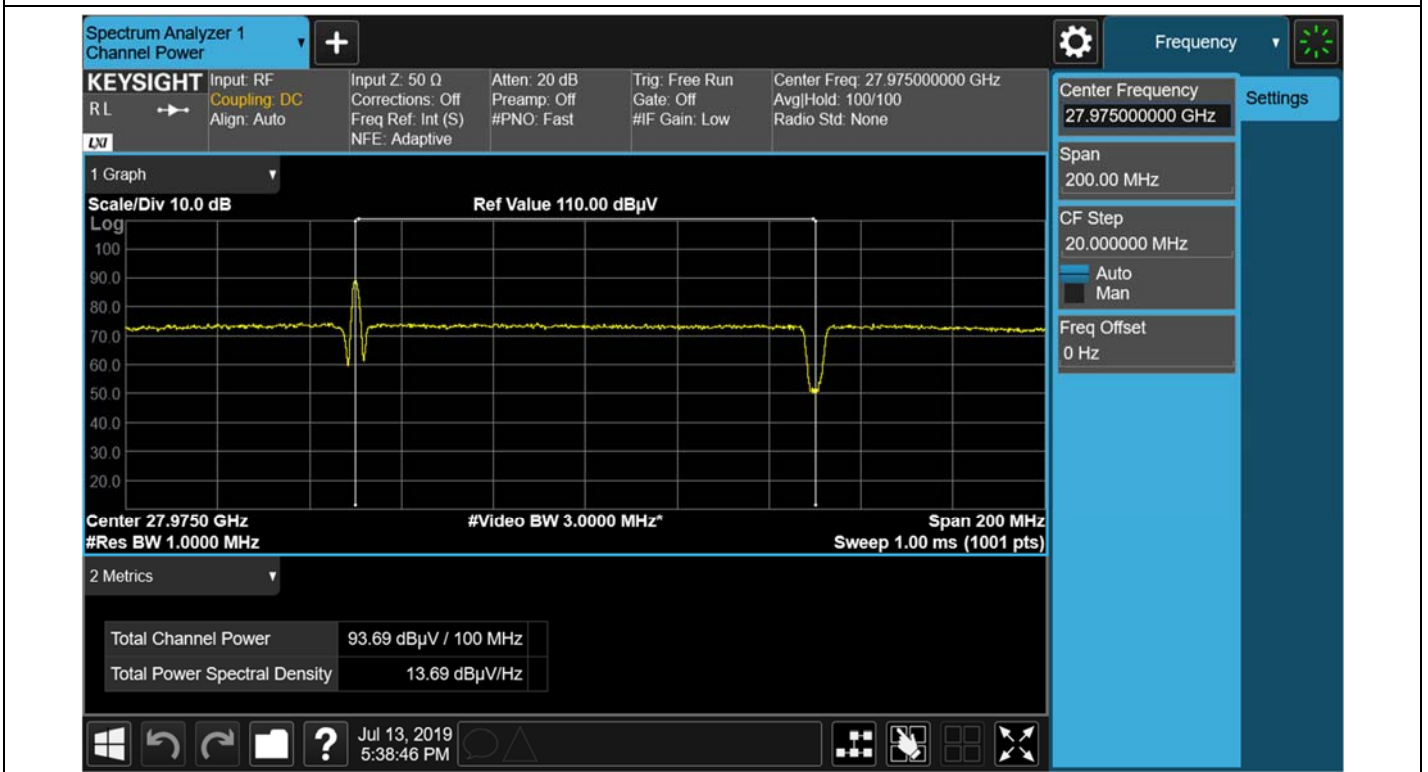 Spectrum Analyzer 1
Channel Power
+
Frequency
KEYSIGHT
RL
LXI
Input: RF
Coupling: DC
Align: Auto
Input Z: 50 Ω
Corrections: Off
Freq Ref: Int (S)
NFE: Adaptive
Atten: 20 dB
Preamp: Off
#PNO: Fast
Trig: Free Run
Gate: Off
#IF Gain: Low
Center Freq: 27.975000000 GHz
Avg|Hold: 100/100
Radio Std: None
Center Frequency
27.975000000 GHz
Settings
Span
200.00 MHz
CF Step
20.000000 MHz
Auto
Man
Freq Offset
0 Hz
1 Graph
Scale/Div 10.0 dB
Ref Value 110.00 dBµV
Log
100
90.0
80.0
70.0
60.0
50.0
40.0
30.0
20.0
Center 27.9750 GHz
#Video BW 3.0000 MHz*
Span 200 MHz
#Res BW 1.0000 MHz
Sweep 1.00 ms (1001 pts)
2 Metrics
Total Channel Power 93.69 dBµV / 100 MHz
Total Power Spectral Density 13.69 dBµV/Hz
?
Jul 13, 2019
5:38:46 PM